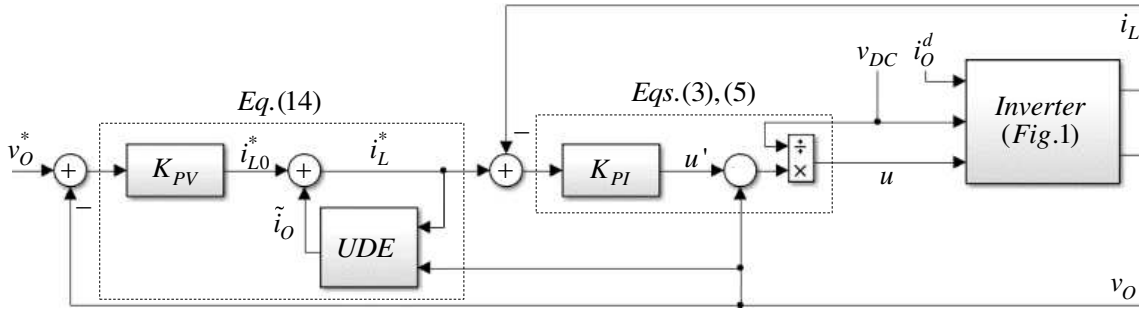 i_L
v_DC
i_O^d
Eq.(14)
Eqs.(3),(5)
Inverter
(Fig.1)
v_O^*
+
−
K_PV
i_L0^*
+
i_L^*
−
+
K_PI
u'
÷
×
u
ĩ_O
UDE
v_O